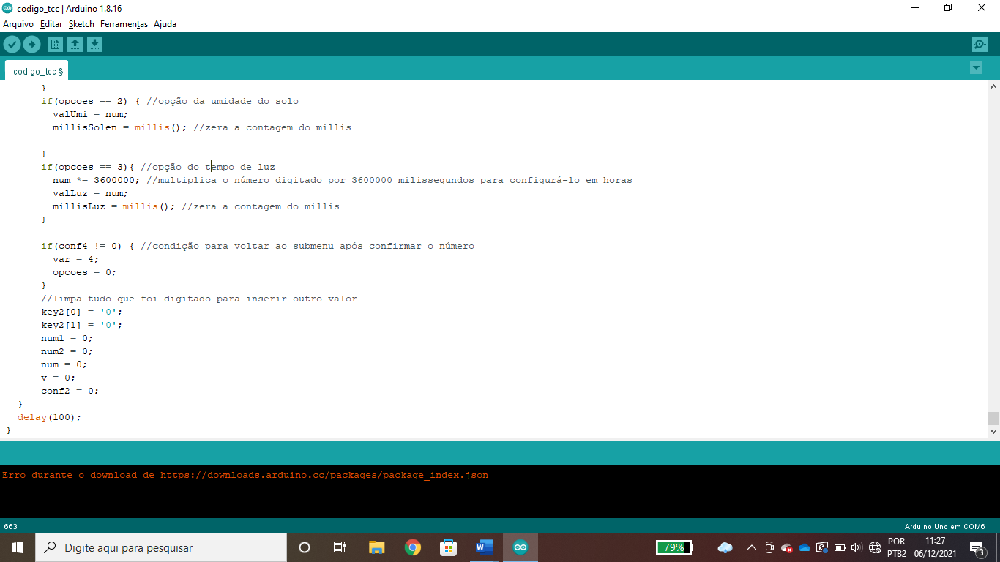 codigo_tcc | Arduino 1.8.16
Arquivo Editar Sketch Ferramentas Ajuda
codigo_tcc §
}
if(opcoes == 2) { //opção da umidade do solo
valUmi = num;
millisSolen = millis(); //zera a contagem do millis
}
if(opcoes == 3){ //opção do tempo de luz
num *= 3600000; //multiplica o número digitado por 3600000 milissegundos para configurá-lo em horas
valLuz = num;
millisLuz = millis(); //zera a contagem do millis
}
if(conf4 != 0) { //condição para voltar ao submenu após confirmar o número
var = 4;
opcoes = 0;
}
//limpa tudo que foi digitado para inserir outro valor
key2[0] = '0';
key2[1] = '0';
num1 = 0;
num2 = 0;
num = 0;
v = 0;
conf2 = 0;
}
delay(100);
}
Erro durante o download de https://downloads.arduino.cc/packages/package_index.json
663
Arduino Uno em COM6
Digite aqui para pesquisar
79%
POR
PTB2
11:27
06/12/2021
3